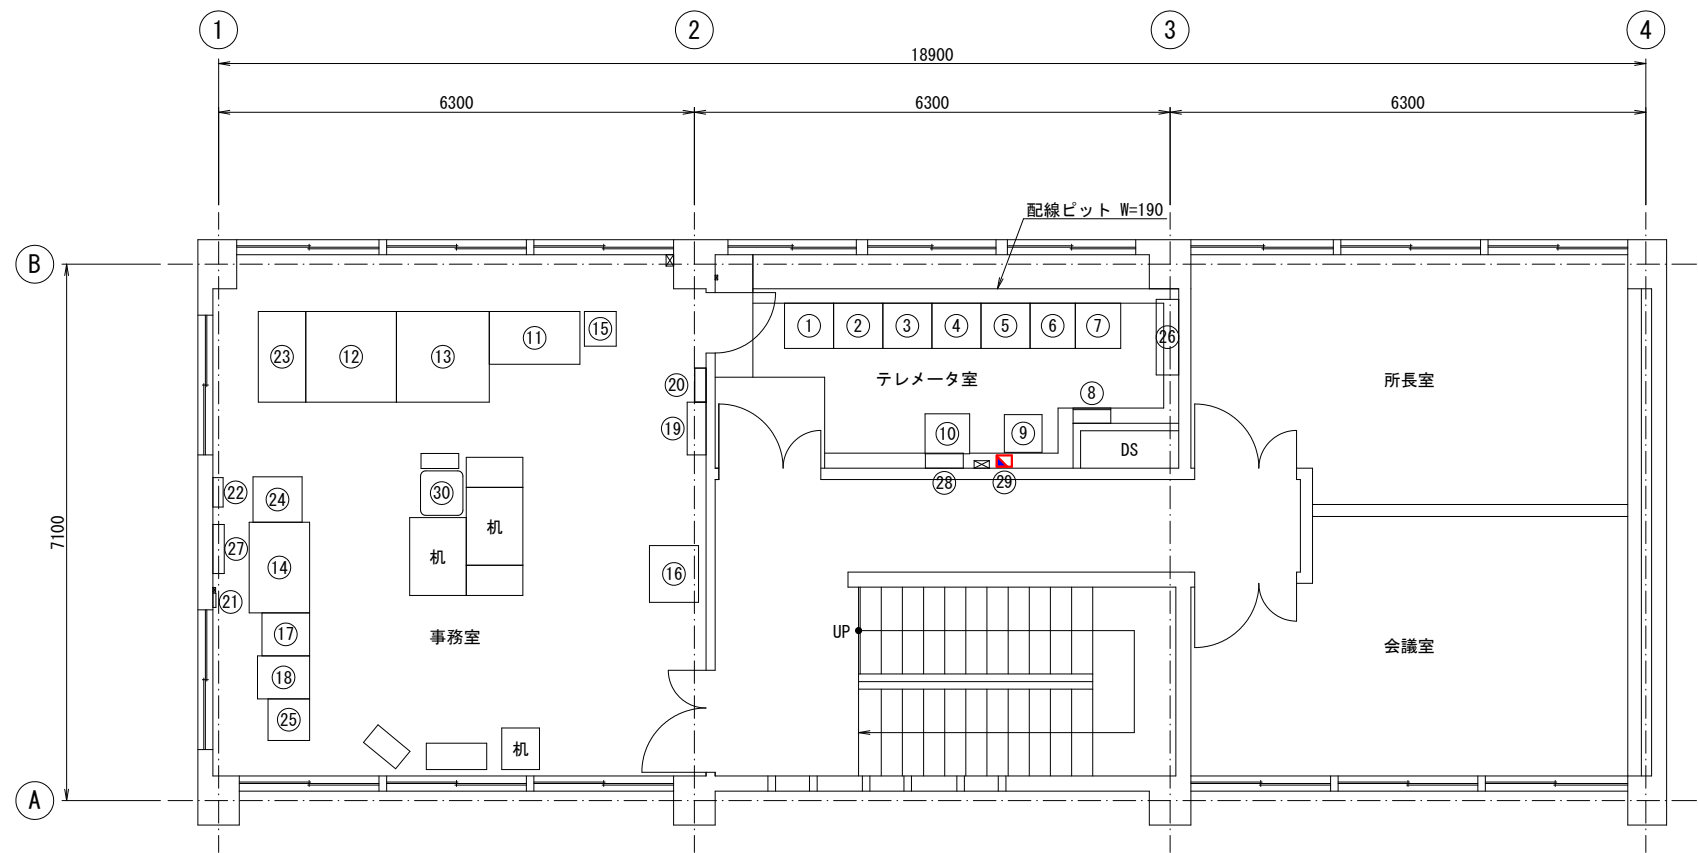 ① ② ③ ④
18900
6300 6300 6300
配線ピット W=190
B
⑪ ⑮
① ② ③ ④ ⑤ ⑥ ⑦ ㉖
㉓ ⑫ ⑬
テレメータ室
所長室
⑳
⑧
⑲
⑩ ⑨
DS
㉘ ㉙
㉒ ㉔ ㉚
机
7100
㉗ ⑭
机
⑯
㉑
⑰
事務室
UP
会議室
⑱
㉕
机
A